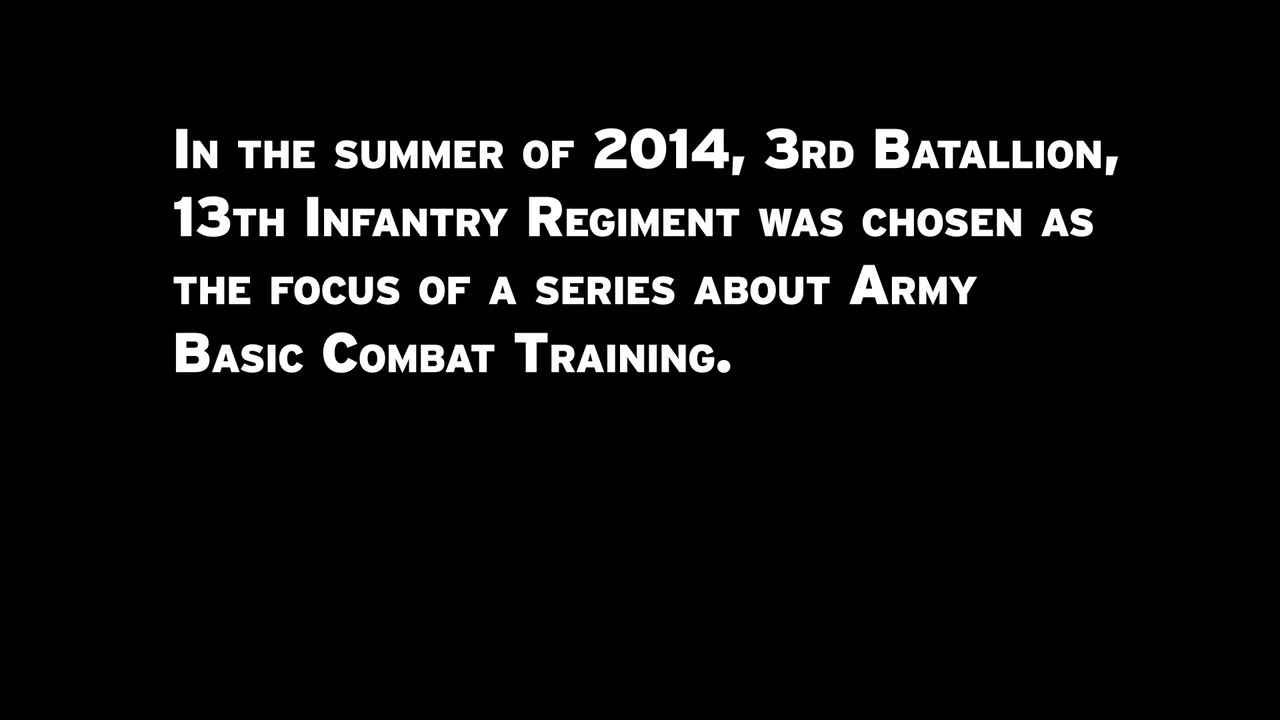 In the summer of 2014, 3rd Batallion,
13th Infantry Regiment was chosen as
the focus of a series about Army
Basic Combat Training.